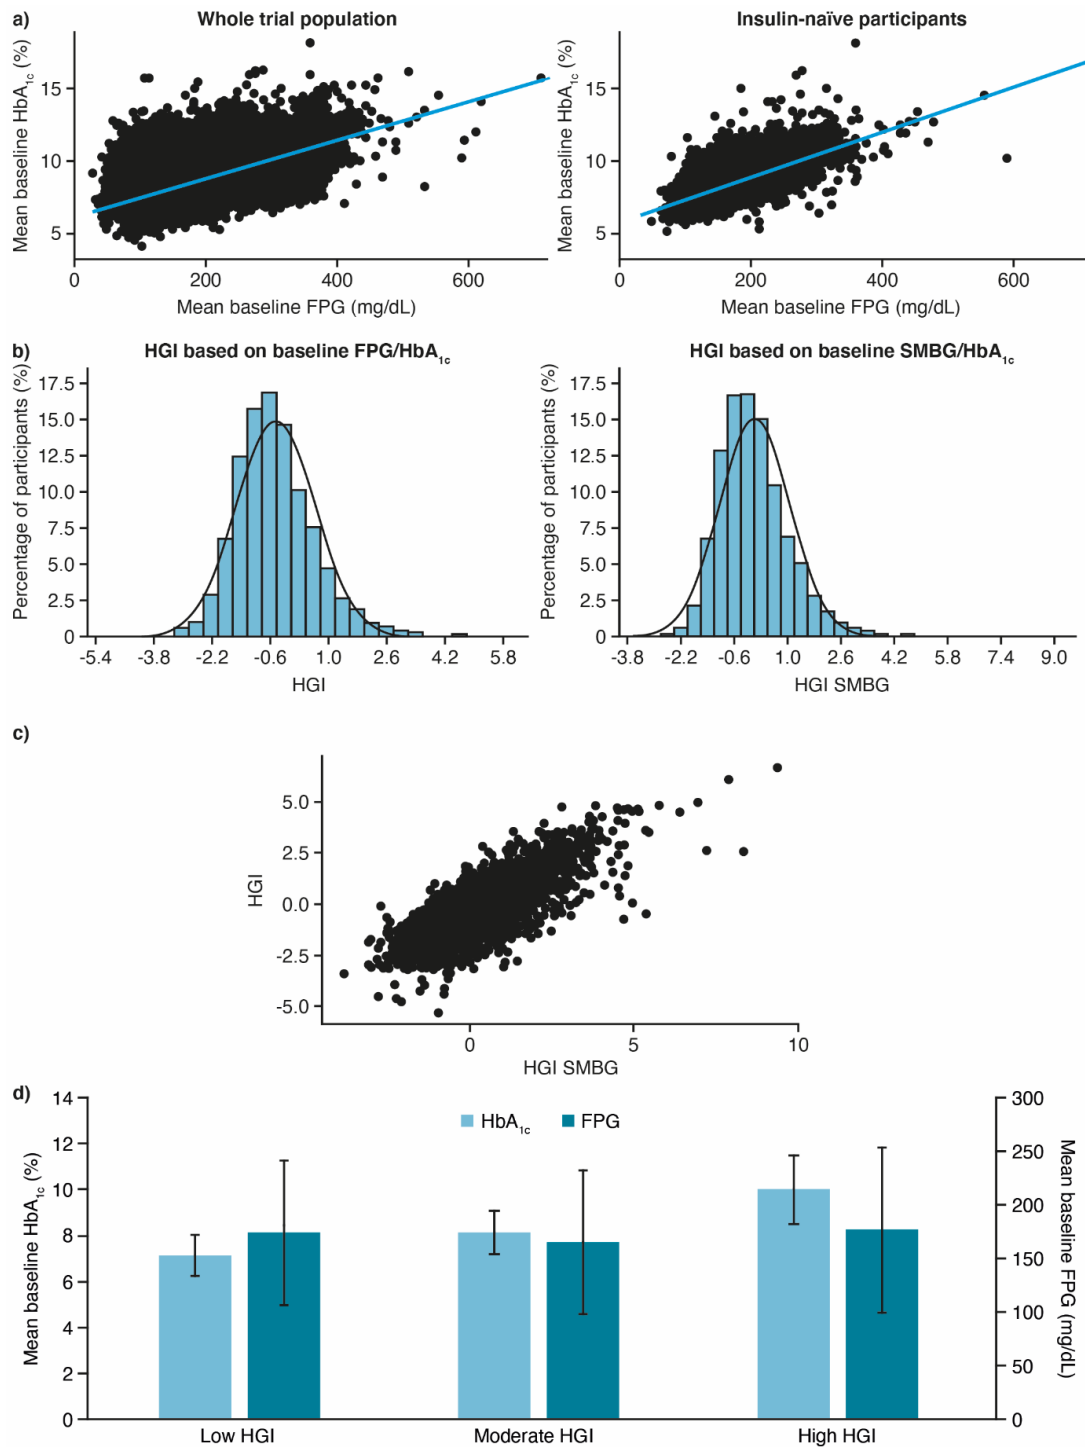 a)
Whole trial population
Insulin-naïve participants
Mean baseline HbA1c (%)
15
10
5
0
200
400
600
Mean baseline FPG (mg/dL)
Mean baseline HbA1c (%)
15
10
5
0
200
400
600
Mean baseline FPG (mg/dL)
b)
HGI based on baseline FPG/HbA1c
HGI based on baseline SMBG/HbA1c
Percentage of participants (%)
17.5
15.0
12.5
10.0
7.5
5.0
2.5
0
-5.4
-3.8
-2.2
-0.6
1.0
2.6
4.2
5.8
HGI
Percentage of participants (%)
17.5
15.0
12.5
10.0
7.5
5.0
2.5
0
-3.8
-2.2
-0.6
1.0
2.6
4.2
5.8
7.4
9.0
HGI SMBG
c)
HGI
5.0
2.5
0.0
-2.5
-5.0
0
5
10
HGI SMBG
d)
Mean baseline HbA1c (%)
14
12
10
8
6
4
2
0
HbA1c
FPG
300
250
200
150
100
50
0
Mean baseline FPG (mg/dL)
Low HGI
Moderate HGI
High HGI